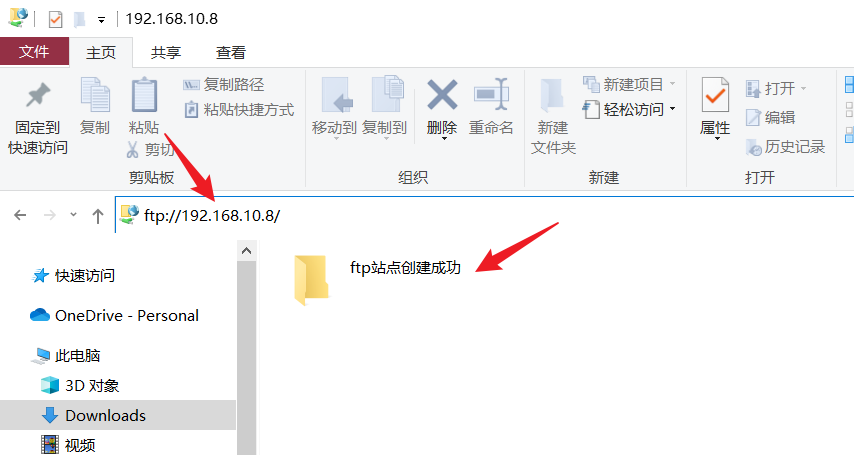 192.168.10.8
文件
主页
共享
查看
固定到
快速访问
复制
粘贴
复制路径
粘贴快捷方式
剪切
剪贴板
移动到
复制到
删除
重命名
组织
新建
文件夹
新建项目
轻松访问
新建
属性
打开
编辑
历史记录
打开
ftp://192.168.10.8/
快速访问
OneDrive - Personal
此电脑
3D 对象
Downloads
视频
ftp站点创建成功